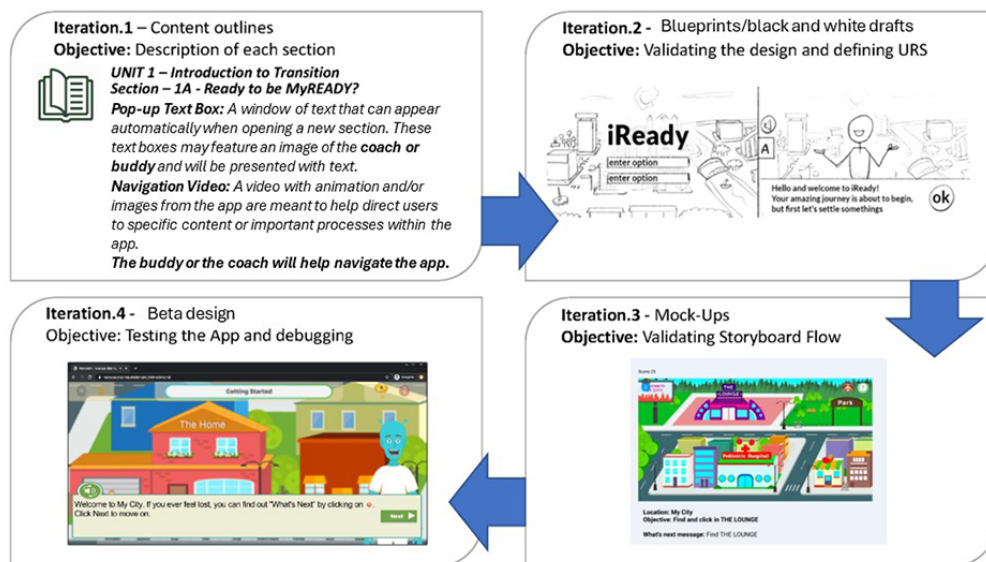 Iteration.1 – Content outlines
Objective: Description of each section
UNIT 1 – Introduction to Transition
Section – 1A - Ready to be MyREADY?
Pop-up Text Box: A window of text that can appear
automatically when opening a new section. These
text boxes may feature an image of the coach or
buddy and will be presented with text.
Navigation Video: A video with animation and/or
images from the app are meant to help direct users
to specific content or important processes within the
app.
The buddy or the coach will help navigate the app.
Iteration.2 - Blueprints/black and white drafts
Objective: Validating the design and defining URS
iReady
enter option
enter option
A
Hello and welcome to iReady!
Your amazing journey is about to begin,
but first let's settle somethings
ok
Iteration.3 - Mock-Ups
Objective: Validating Storyboard Flow
THE
LOUNGE
Park
Pediatric Hospital
Location: My City
Objective: Find and click in THE LOUNGE
What's next message: Find THE LOUNGE
Iteration.4 - Beta design
Objective: Testing the App and debugging
Getting Started
The Home
Welcome to My City. If you ever feel lost, you can find out "What's Next" by clicking on
Click Next to move on.
Next